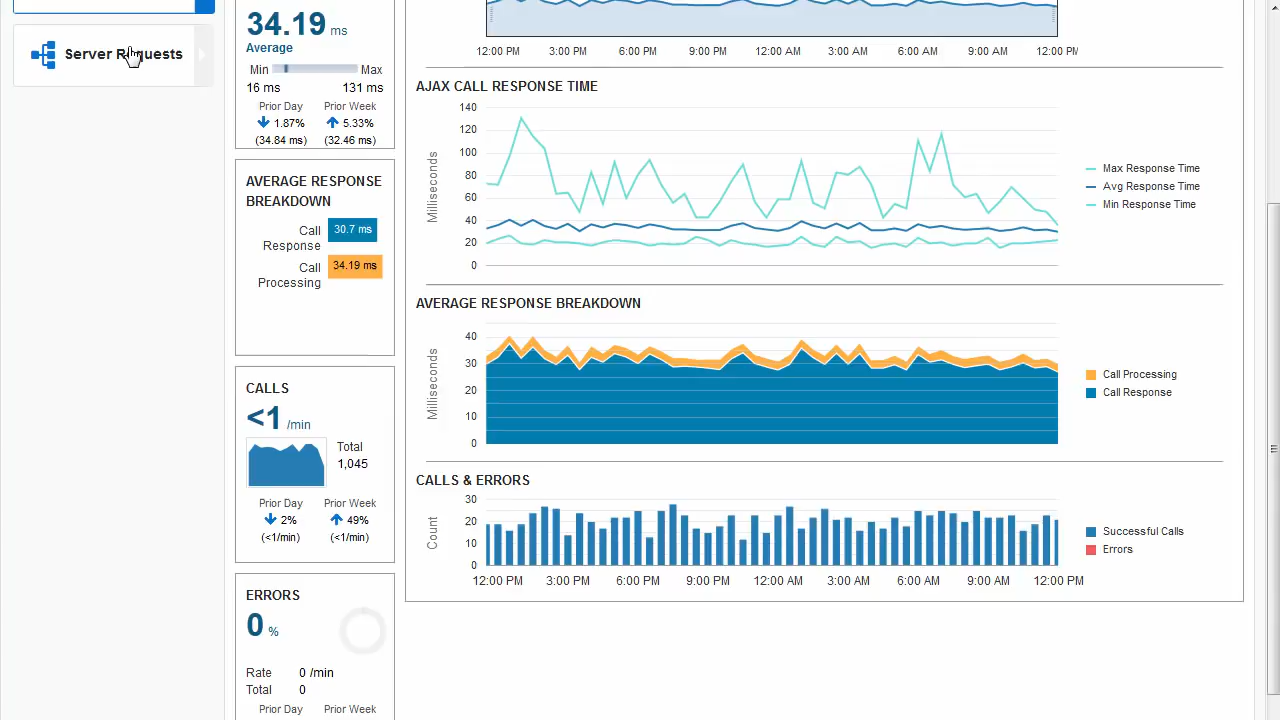 Server Requests
34.19 ms
Average
Min Max
16 ms 131 ms
Prior Day Prior Week
1.87% 5.33%
(34.84 ms) (32.46 ms)
AVERAGE RESPONSE
BREAKDOWN
Call
Response
30.7 ms
Call
Processing
34.19 ms
CALLS
<1 /min
Total
1,045
Prior Day Prior Week
2% 49%
(<1/min) (<1/min)
ERRORS
0 %
Rate 0 /min
Total 0
Prior Day Prior Week
12:00 PM 3:00 PM 6:00 PM 9:00 PM 12:00 AM 3:00 AM 6:00 AM 9:00 AM 12:00 PM
AJAX CALL RESPONSE TIME
140
120
100
80
60
40
20
0
Milliseconds
Max Response Time
Avg Response Time
Min Response Time
AVERAGE RESPONSE BREAKDOWN
40
30
20
10
0
Milliseconds
Call Processing
Call Response
CALLS & ERRORS
30
20
10
0
Count
Successful Calls
Errors
12:00 PM 3:00 PM 6:00 PM 9:00 PM 12:00 AM 3:00 AM 6:00 AM 9:00 AM 12:00 PM